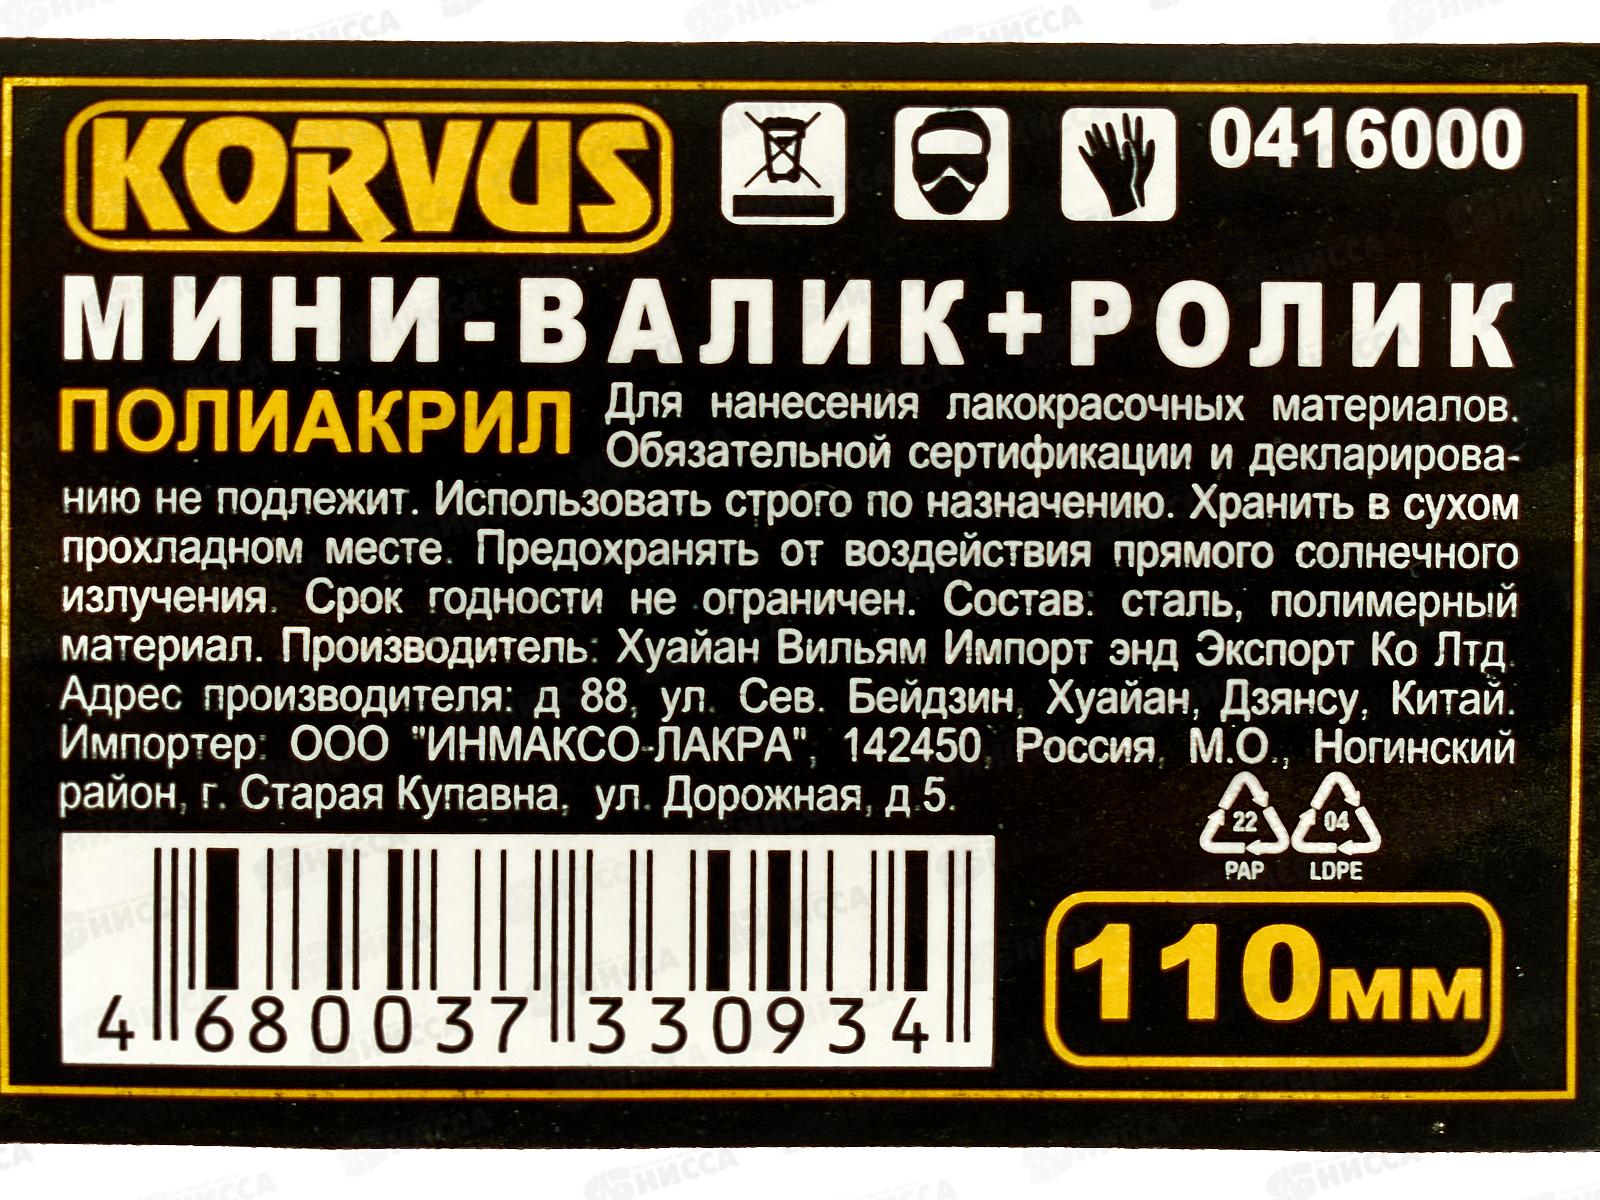 KORVUS
0416000
МИНИ-ВАЛИК+РОЛИК
ПОЛИАКРИЛ
Для нанесения лакокрасочных материалов.
Обязательной сертификации и декларирова-
нию не подлежит. Использовать строго по назначению. Хранить в сухом
прохладном месте. Предохранять от воздействия прямого солнечного
излучения. Срок годности не ограничен. Состав: сталь, полимерный
материал. Производитель: Хуайан Вильям Импорт энд Экспорт Ко Лтд.
Адрес производителя: д 88, ул. Сев. Бейдзин, Хуайан, Дзянсу, Китай.
Импортер: ООО "ИНМАКСО-ЛАКРА", 142450, Россия, М.О., Ногинский
район, г. Старая Купавна, ул. Дорожная, д.5.
22
04
PAP
LDPE
110мм
4 680037 330934